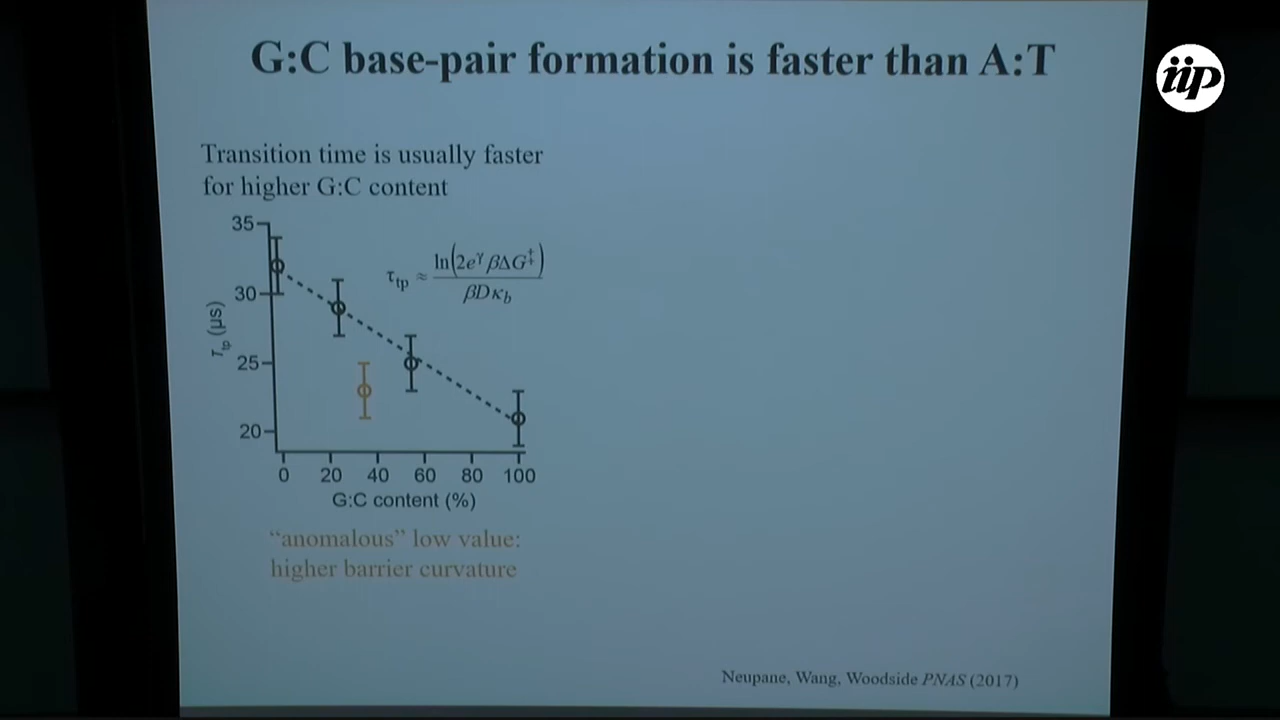 G:C base-pair formation is faster than A:T
iip
Transition time is usually faster
for higher G:C content
35
30
25
20
τtp (μs)
τtp ≈ ln(2e^γ βΔG‡) / βDκb
0 20 40 60 80 100
G:C content (%)
“anomalous” low value:
higher barrier curvature
Neupane, Wang, Woodside PNAS (2017)